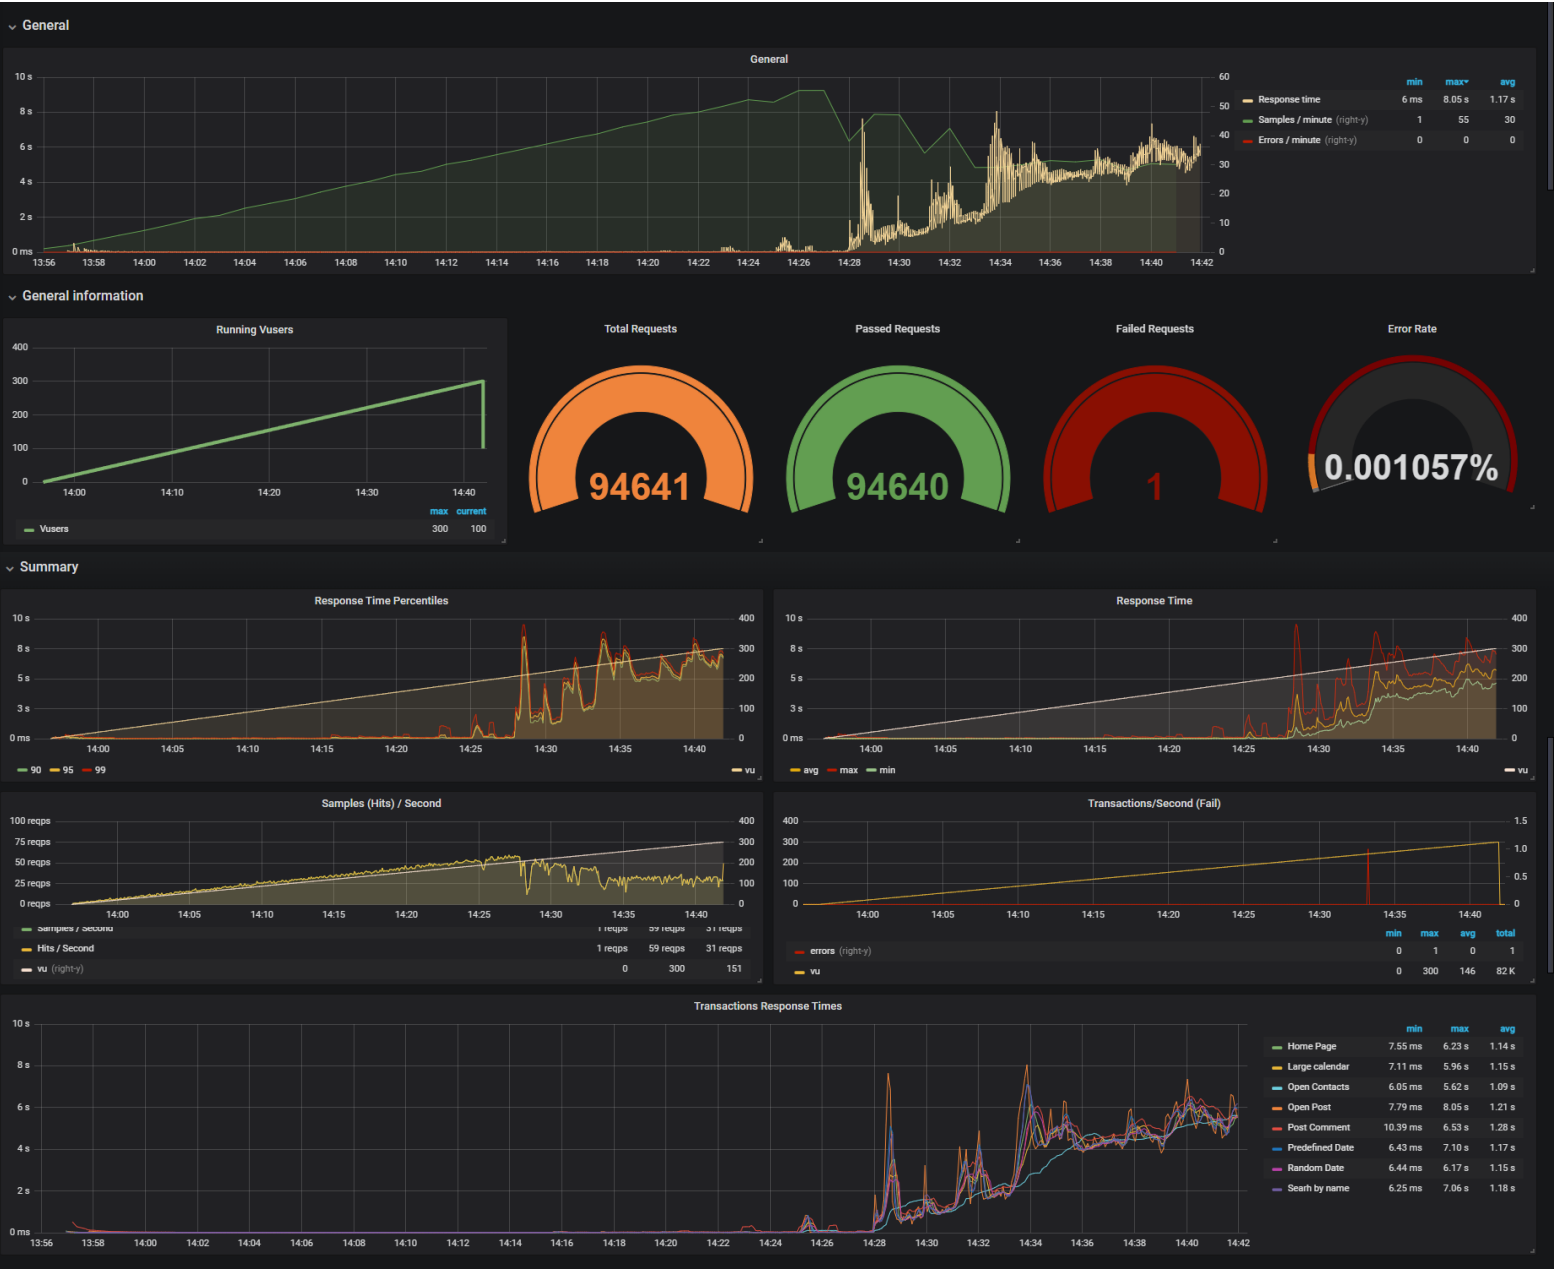 General
General
10 s
8 s
6 s
4 s
2 s
0 ms
60
50
40
30
20
10
0
13:56 13:58 14:00 14:02 14:04 14:06 14:08 14:10 14:12 14:14 14:16 14:18 14:20 14:22 14:24 14:26 14:28 14:30 14:32 14:34 14:36 14:38 14:40 14:42
min max avg
Response time 6 ms 8.05 s 1.17 s
Samples / minute (right-y) 1 55 30
Errors / minute (right-y) 0 0 0
General information
Running Vusers
400
300
200
100
0
14:00 14:10 14:20 14:30 14:40
max current
Vusers 300 100
Total Requests
94641
Passed Requests
94640
Failed Requests
1
Error Rate
0.001057%
Summary
Response Time Percentiles
10 s
8 s
5 s
3 s
0 ms
400
300
200
100
0
14:00 14:05 14:10 14:15 14:20 14:25 14:30 14:35 14:40
90 95 99 vu
Response Time
10 s
8 s
5 s
3 s
0 ms
400
300
200
100
0
14:00 14:05 14:10 14:15 14:20 14:25 14:30 14:35 14:40
avg max min vu
Samples (Hits) / Second
100 reqps
75 reqps
50 reqps
25 reqps
0 reqps
400
300
200
100
0
14:00 14:05 14:10 14:15 14:20 14:25 14:30 14:35 14:40
Samples / Second 1 reqps 59 reqps 31 reqps
Hits / Second 1 reqps 59 reqps 31 reqps
vu (right-y) 0 300 151
Transactions/Second (Fail)
400
300
200
100
0
1.5
1.0
0.5
0
14:00 14:05 14:10 14:15 14:20 14:25 14:30 14:35 14:40
min max avg total
errors (right-y) 0 1 0 1
vu 0 300 146 82 K
Transactions Response Times
10 s
8 s
6 s
4 s
2 s
0 ms
13:56 13:58 14:00 14:02 14:04 14:06 14:08 14:10 14:12 14:14 14:16 14:18 14:20 14:22 14:24 14:26 14:28 14:30 14:32 14:34 14:36 14:38 14:40 14:42
min max avg
Home Page 7.55 ms 6.23 s 1.14 s
Large calendar 7.11 ms 5.96 s 1.15 s
Open Contacts 6.05 ms 5.62 s 1.09 s
Open Post 7.79 ms 8.05 s 1.21 s
Post Comment 10.39 ms 6.53 s 1.28 s
Predefined Date 6.43 ms 7.10 s 1.17 s
Random Date 6.44 ms 6.17 s 1.15 s
Searh by name 6.25 ms 7.06 s 1.18 s